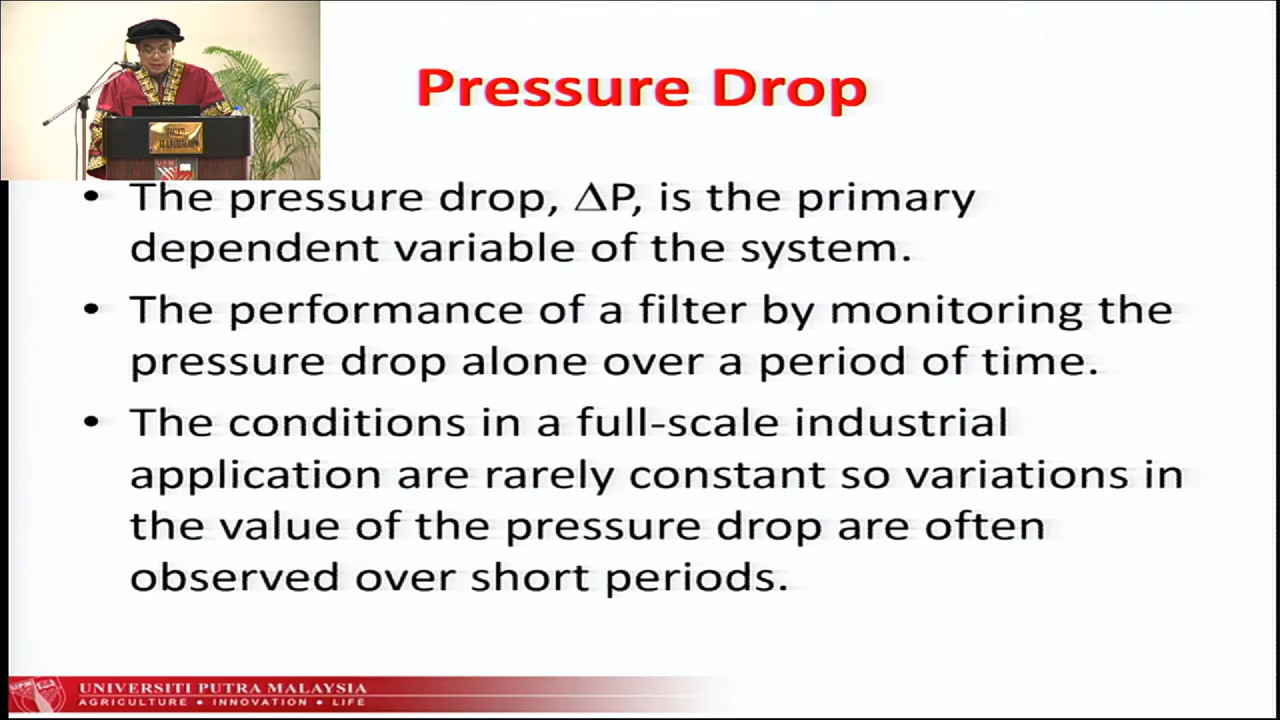 Pressure Drop
• The pressure drop, ΔP, is the primary
dependent variable of the system.
• The performance of a filter by monitoring the
pressure drop alone over a period of time.
• The conditions in a full-scale industrial
application are rarely constant so variations in
the value of the pressure drop are often
observed over short periods.
UPM
UNIVERSITI PUTRA MALAYSIA
AGRICULTURE • INNOVATION • LIFE